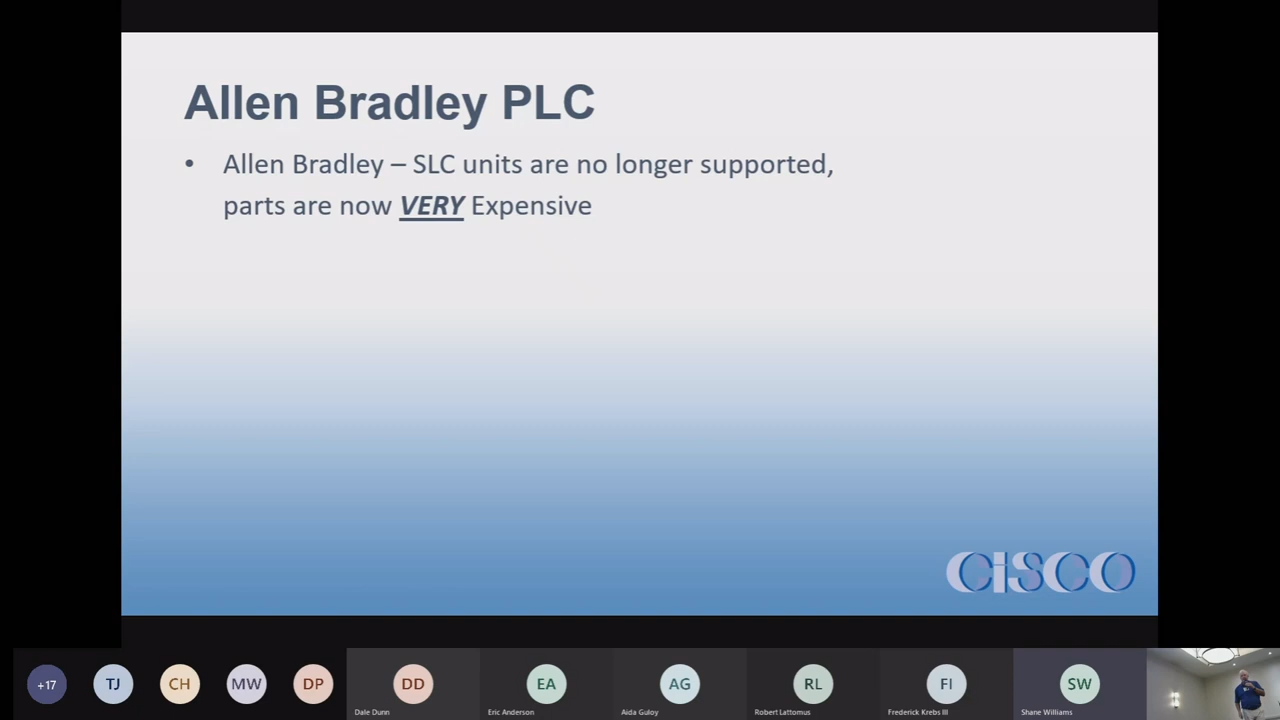 Allen Bradley PLC
• Allen Bradley – SLC units are no longer supported,
parts are now VERY Expensive
CISCO
+17
TJ
CH
MW
DP
DD
EA
AG
RL
FI
SW
Dale Dunn
Eric Anderson
Aida Guloy
Robert Lattomus
Frederick Krebs III
Shane Williams